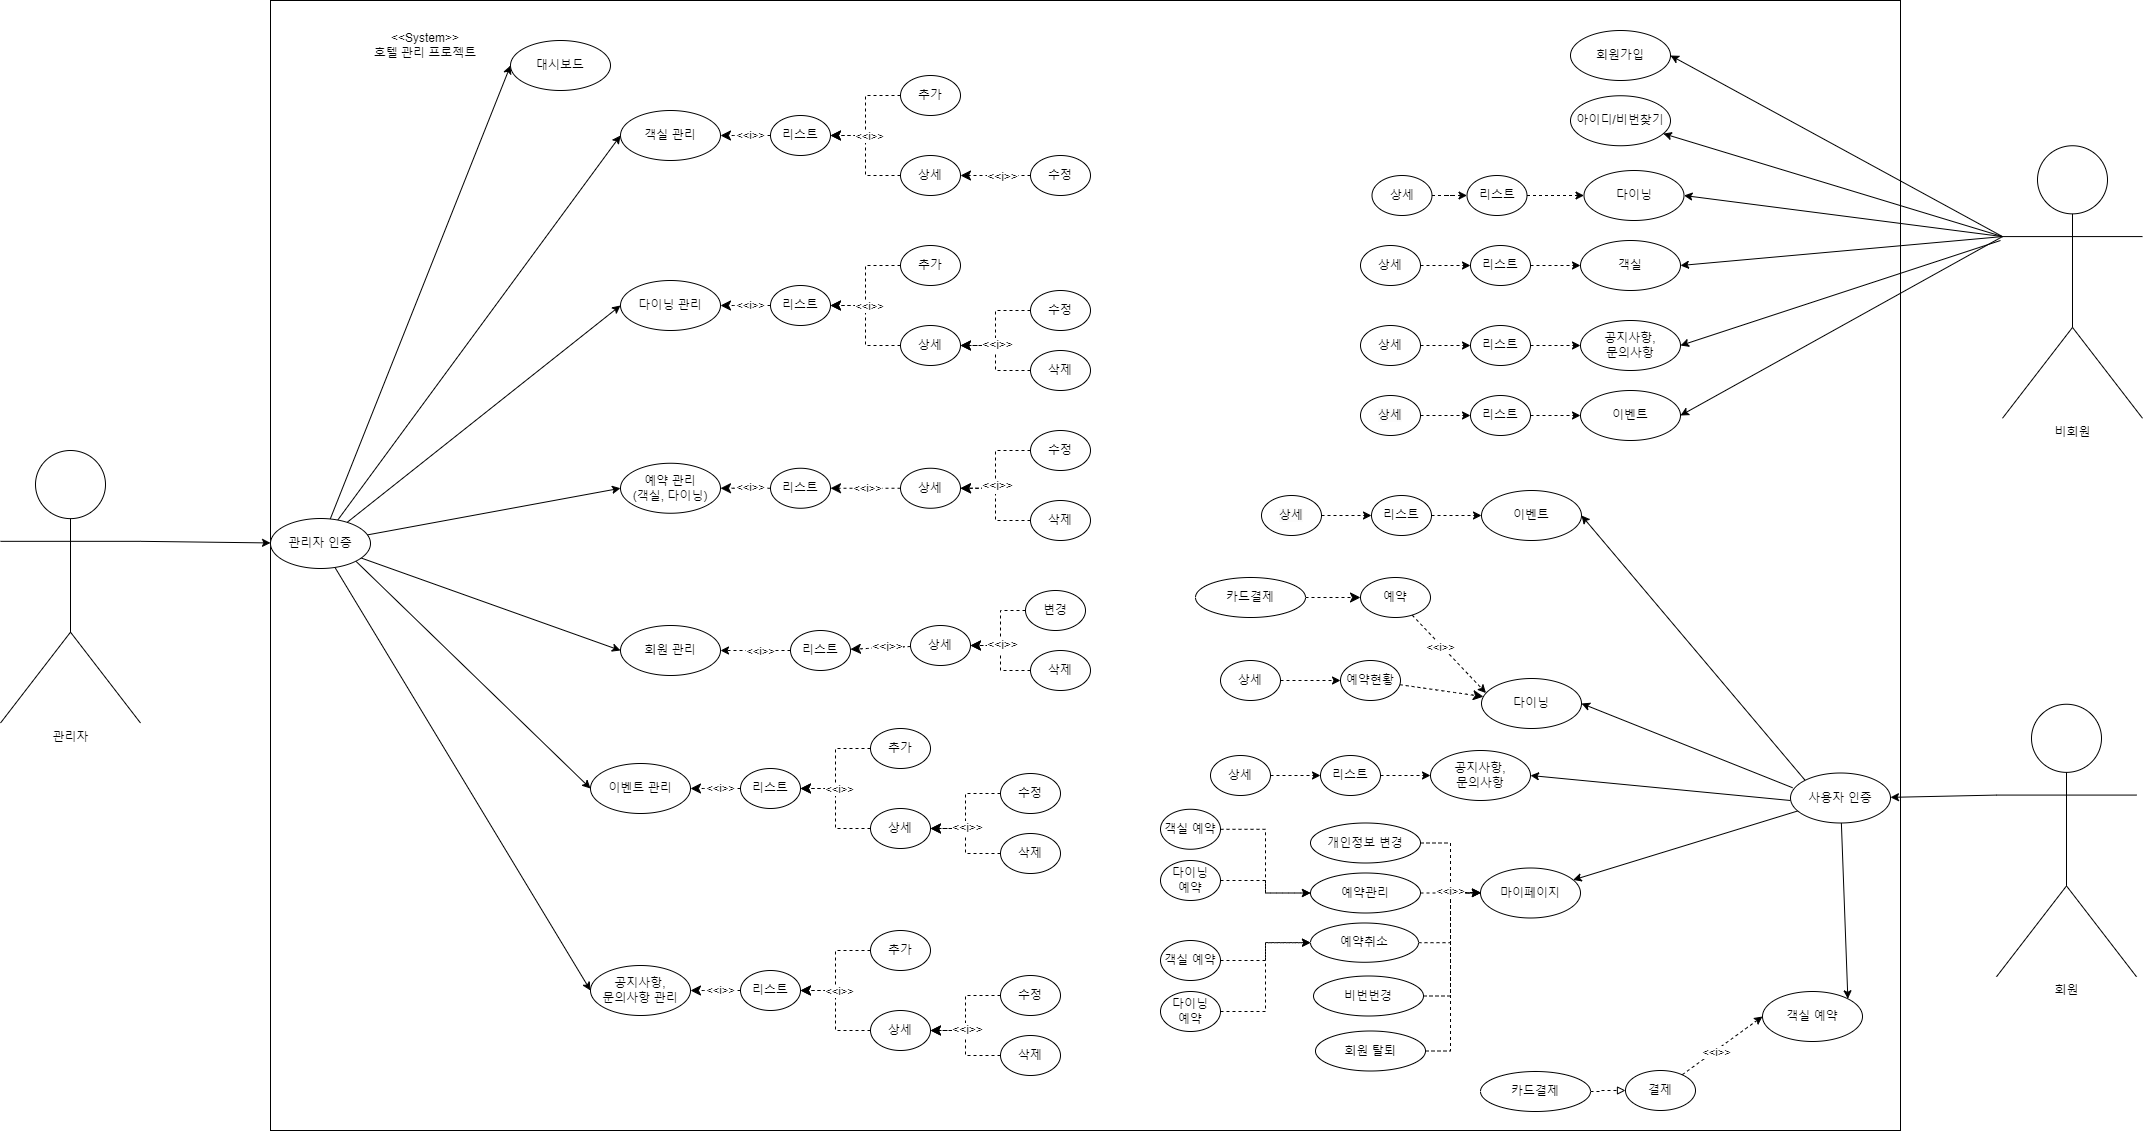 <<System>>
호텔 관리 프로젝트
대시보드
객실 관리
<<i>>
리스트
<<i>>
추가
상세
<<i>>
수정
다이닝 관리
<<i>>
리스트
<<i>>
추가
상세
<<i>>
수정
삭제
예약 관리
(객실, 다이닝)
<<i>>
리스트
<<i>>
상세
<<i>>
수정
삭제
관리자 인증
관리자
회원 관리
<<i>>
리스트
<<i>>
상세
<<i>>
변경
삭제
이벤트 관리
<<i>>
리스트
<<i>>
추가
상세
<<i>>
수정
삭제
공지사항,
문의사항 관리
<<i>>
리스트
<<i>>
추가
상세
<<i>>
수정
삭제
회원가입
아이디/비번찾기
상세
리스트
다이닝
상세
리스트
객실
상세
리스트
공지사항,
문의사항
상세
리스트
이벤트
비회원
상세
리스트
이벤트
카드결제
예약
<<i>>
상세
예약현황
다이닝
상세
리스트
공지사항,
문의사항
사용자 인증
객실 예약
다이닝
예약
개인정보 변경
예약관리
<<i>>
마이페이지
객실 예약
다이닝
예약
예약취소
비번변경
회원 탈퇴
회원
객실 예약
<<i>>
카드결제
결제